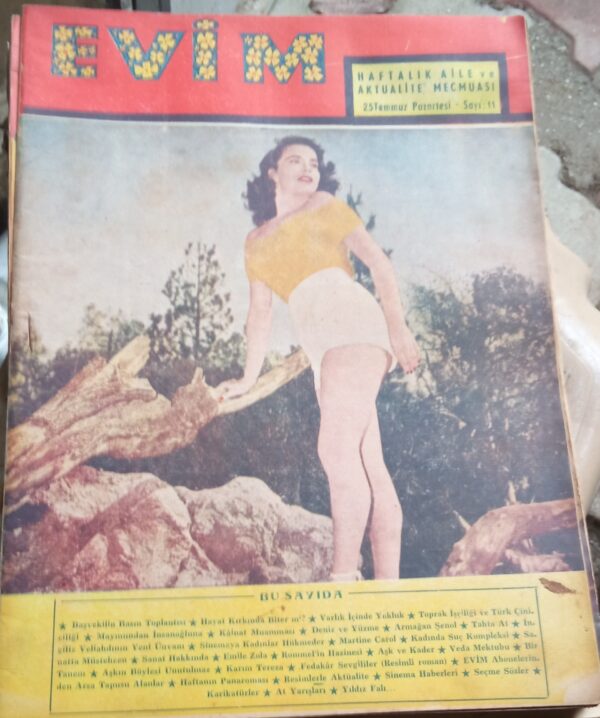 EVİM
HAFTALIK AİLE ve
AKTUALİTE MECMUASI
25 Temmuz Pazartesi - Sayı: 11
BU SAYIDA
★ Başvekilin Basın Toplantısı ★ Hayat Kırkında Biter mi? ★ Varlık İçinde Yokluk ★ Toprak İşçiliği ve Türk Çini-
ciliği ★ Maymundan İnsanoğluna ★ Kâinat Muamması ★ Deniz ve Yüzme ★ Armağan Şenol ★ Tahta At ★ İn-
giliz Veliahdinin Yeni Ünvanı ★ Sinemaya Kadınlar Hükmeder ★ Martine Carol ★ Kadında Suç Kompleksi ★ Sa-
natta Müstehcen ★ Sanat Hakkında ★ Emile Zola ★ Rommel'in Hazinesi ★ Aşk ve Kader ★ Veda Mektubu ★ Bir
Tanem ★ Aşkın Böylesi Unutulmaz ★ Karım Tereza ★ Fedakâr Sevgililer (Resimli roman) ★ EVİM Abonelerin-
den Arsa Tapusu Alanlar ★ Haftanın Panaroması ★ Resimlerle Aktüalite ★ Sinema Haberleri ★ Seçme Sözler ★
Karikatürler ★ At Yarışları ★ Yıldız Falı...